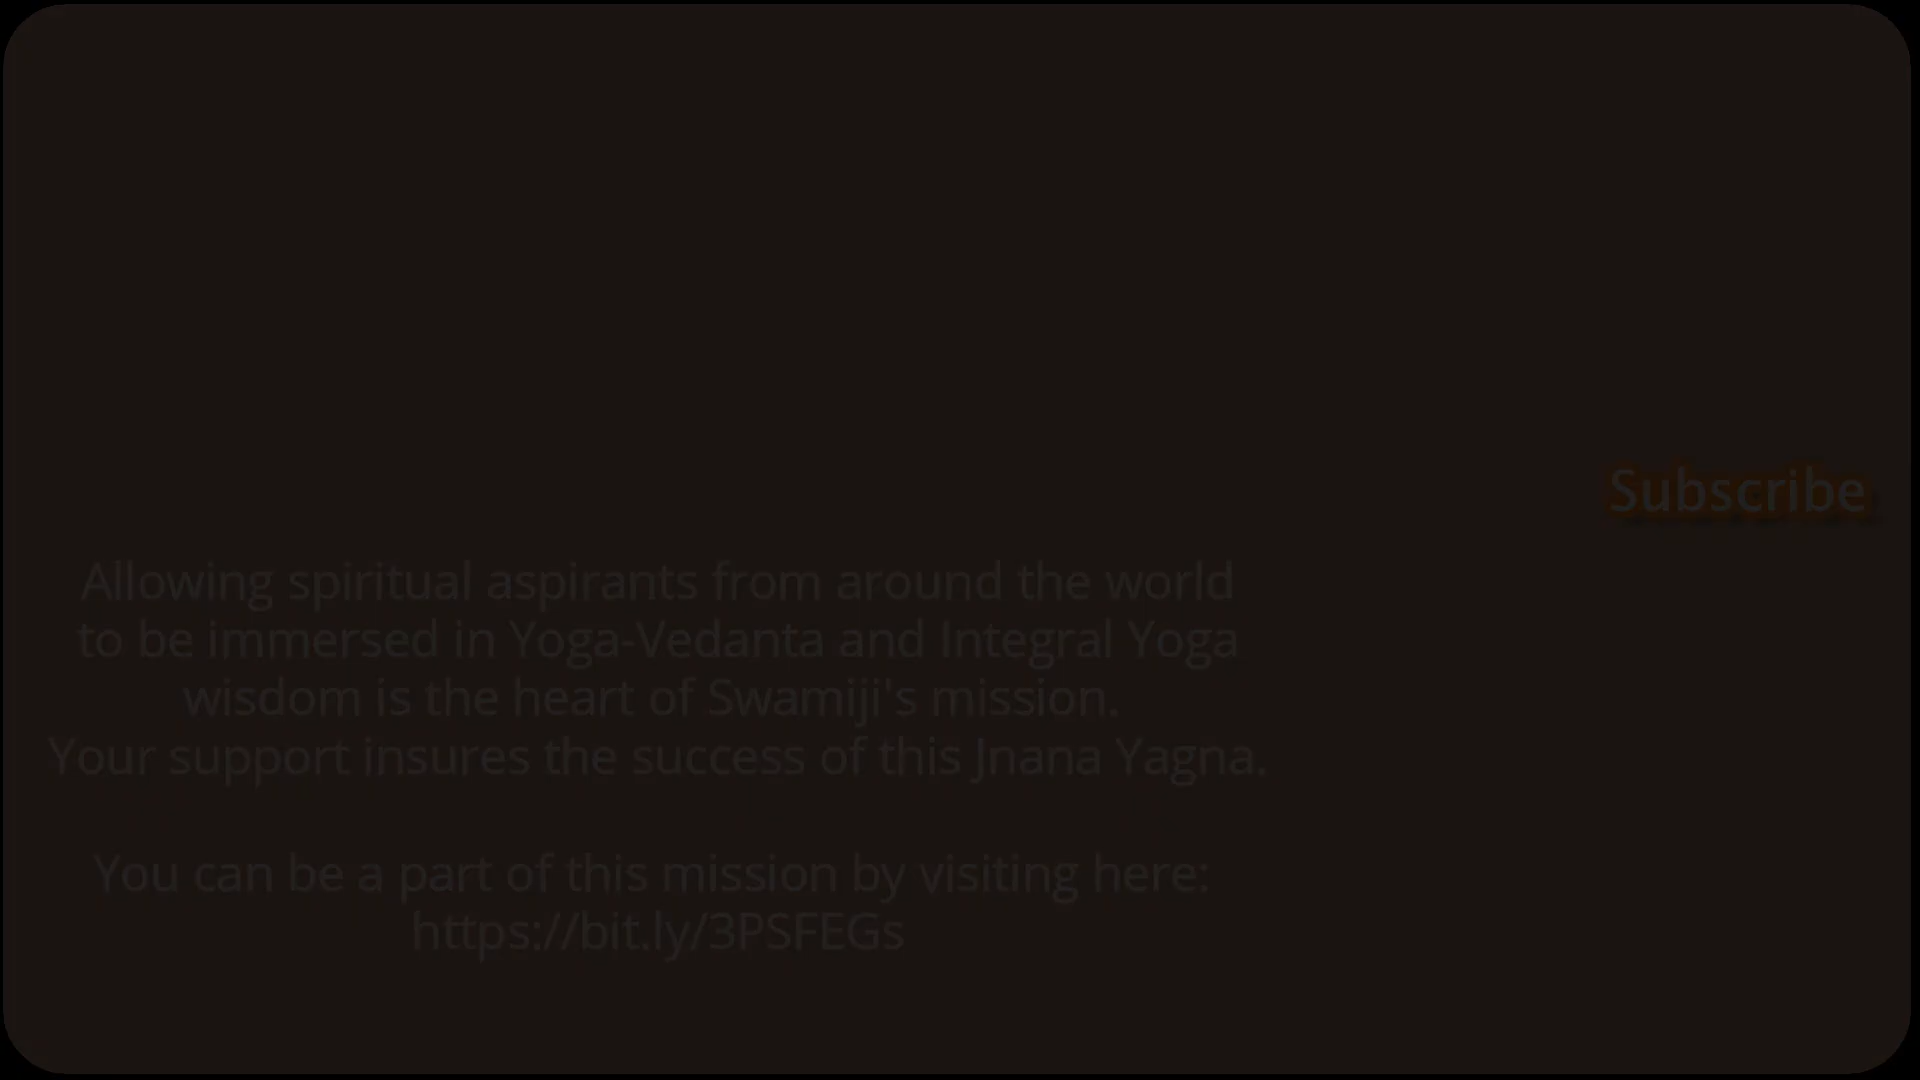 Subscribe
Allowing spiritual aspirants from around the world
to be immersed in Yoga-Vedanta and Integral Yoga
wisdom is the heart of Swamiji's mission.
Your support insures the success of this Jnana Yagna.
You can be a part of this mission by visiting here:
https://bit.ly/3PSFEGs